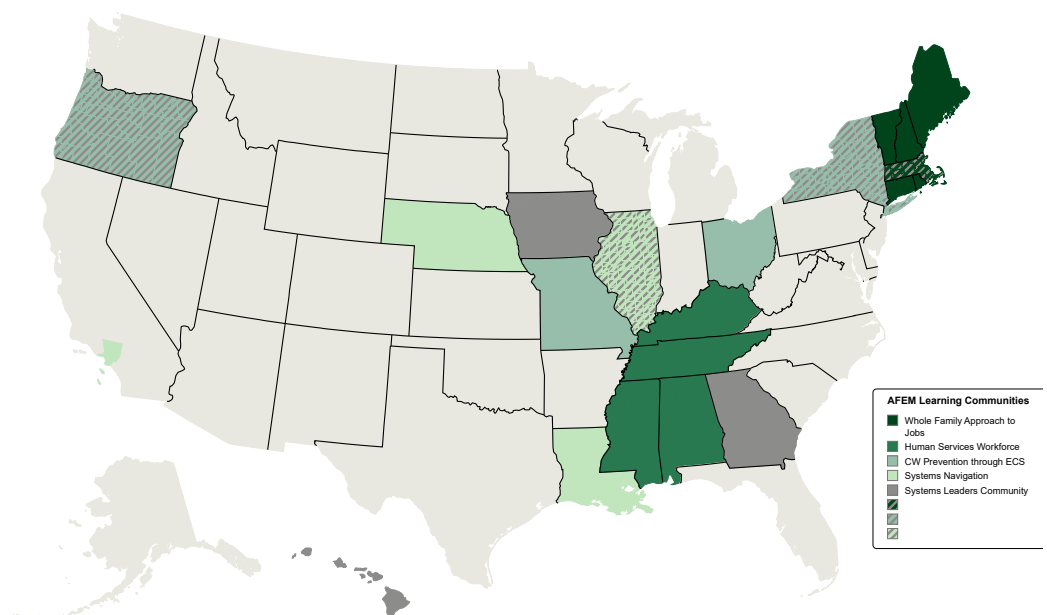 AFEM Learning Communities
Whole Family Approach to
Jobs
Human Services Workforce
CW Prevention through ECS
Systems Navigation
Systems Leaders Community